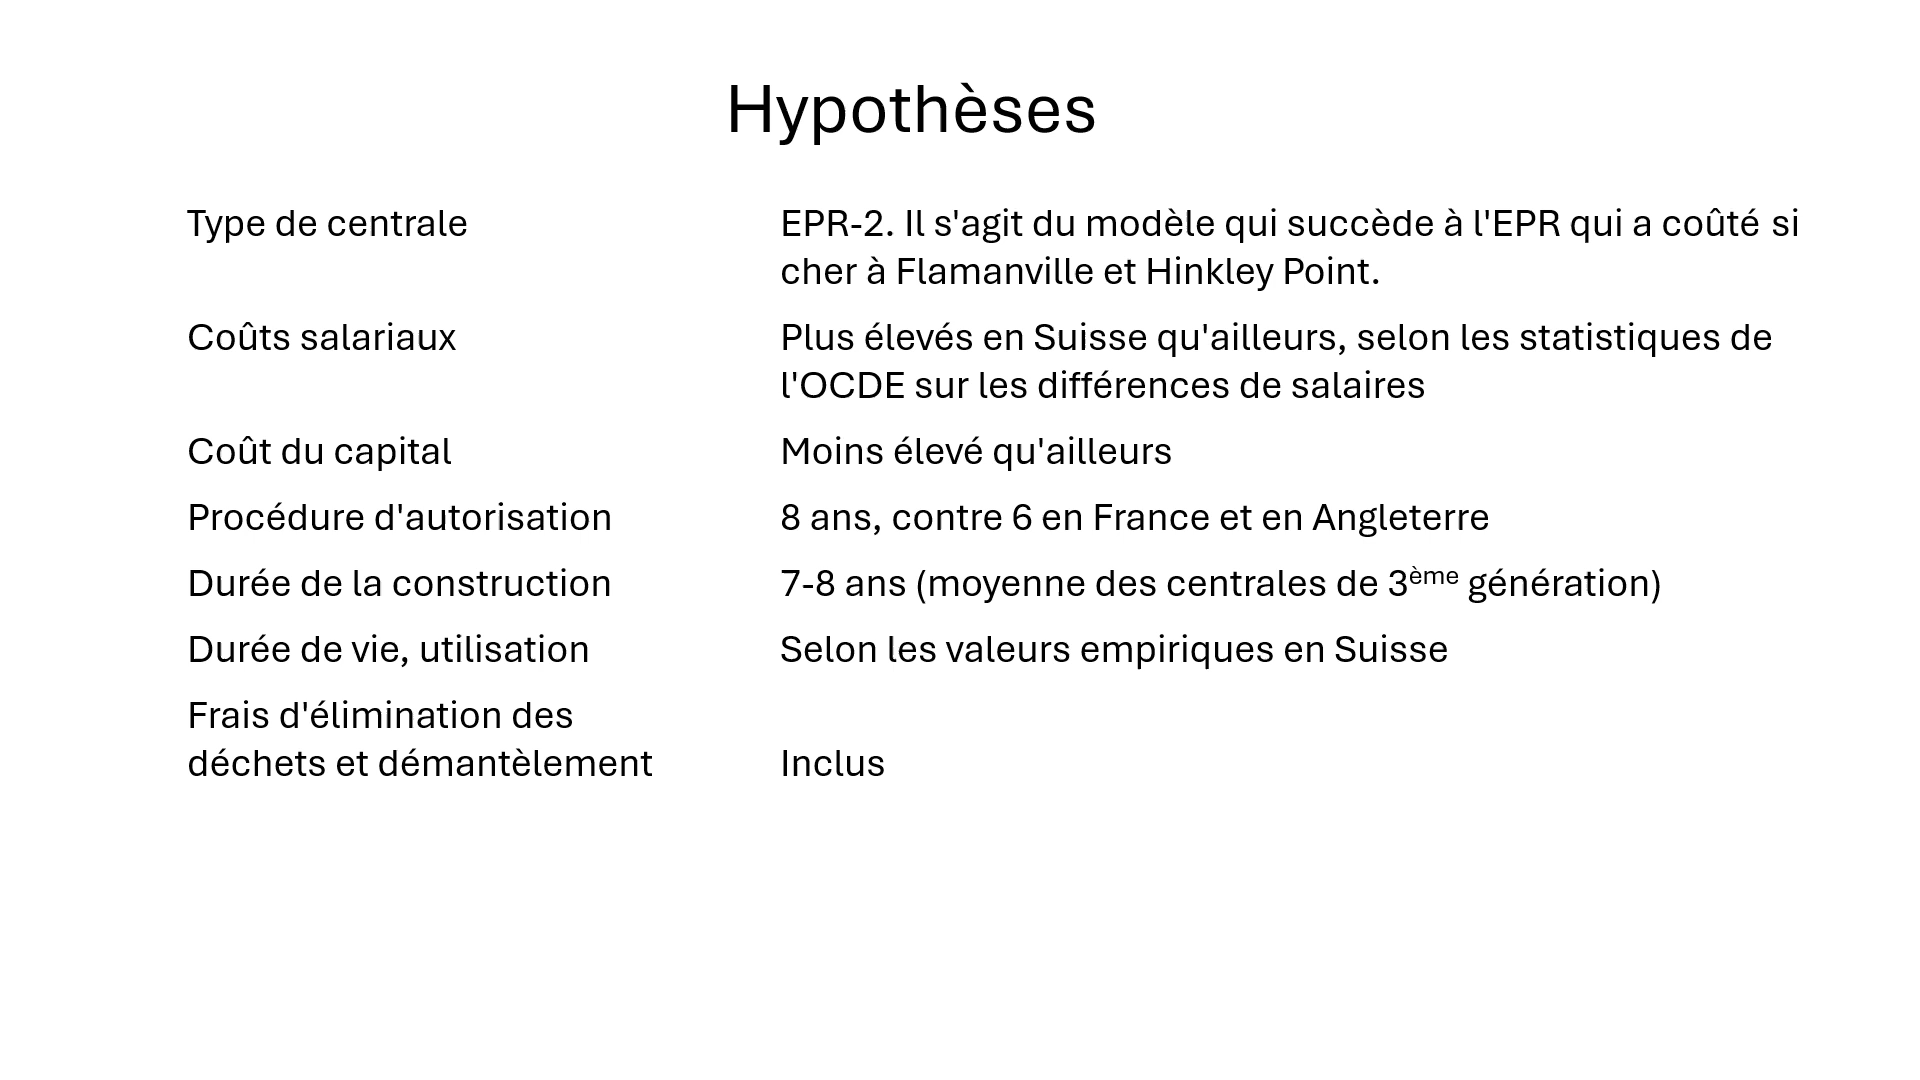 Hypothèses
Type de centrale
EPR-2. Il s'agit du modèle qui succède à l'EPR qui a coûté si
cher à Flamanville et Hinkley Point.
Coûts salariaux
Plus élevés en Suisse qu'ailleurs, selon les statistiques de
l'OCDE sur les différences de salaires
Coût du capital
Moins élevé qu'ailleurs
Procédure d'autorisation
8 ans, contre 6 en France et en Angleterre
Durée de la construction
7-8 ans (moyenne des centrales de 3ème génération)
Durée de vie, utilisation
Selon les valeurs empiriques en Suisse
Frais d'élimination des
déchets et démantèlement
Inclus